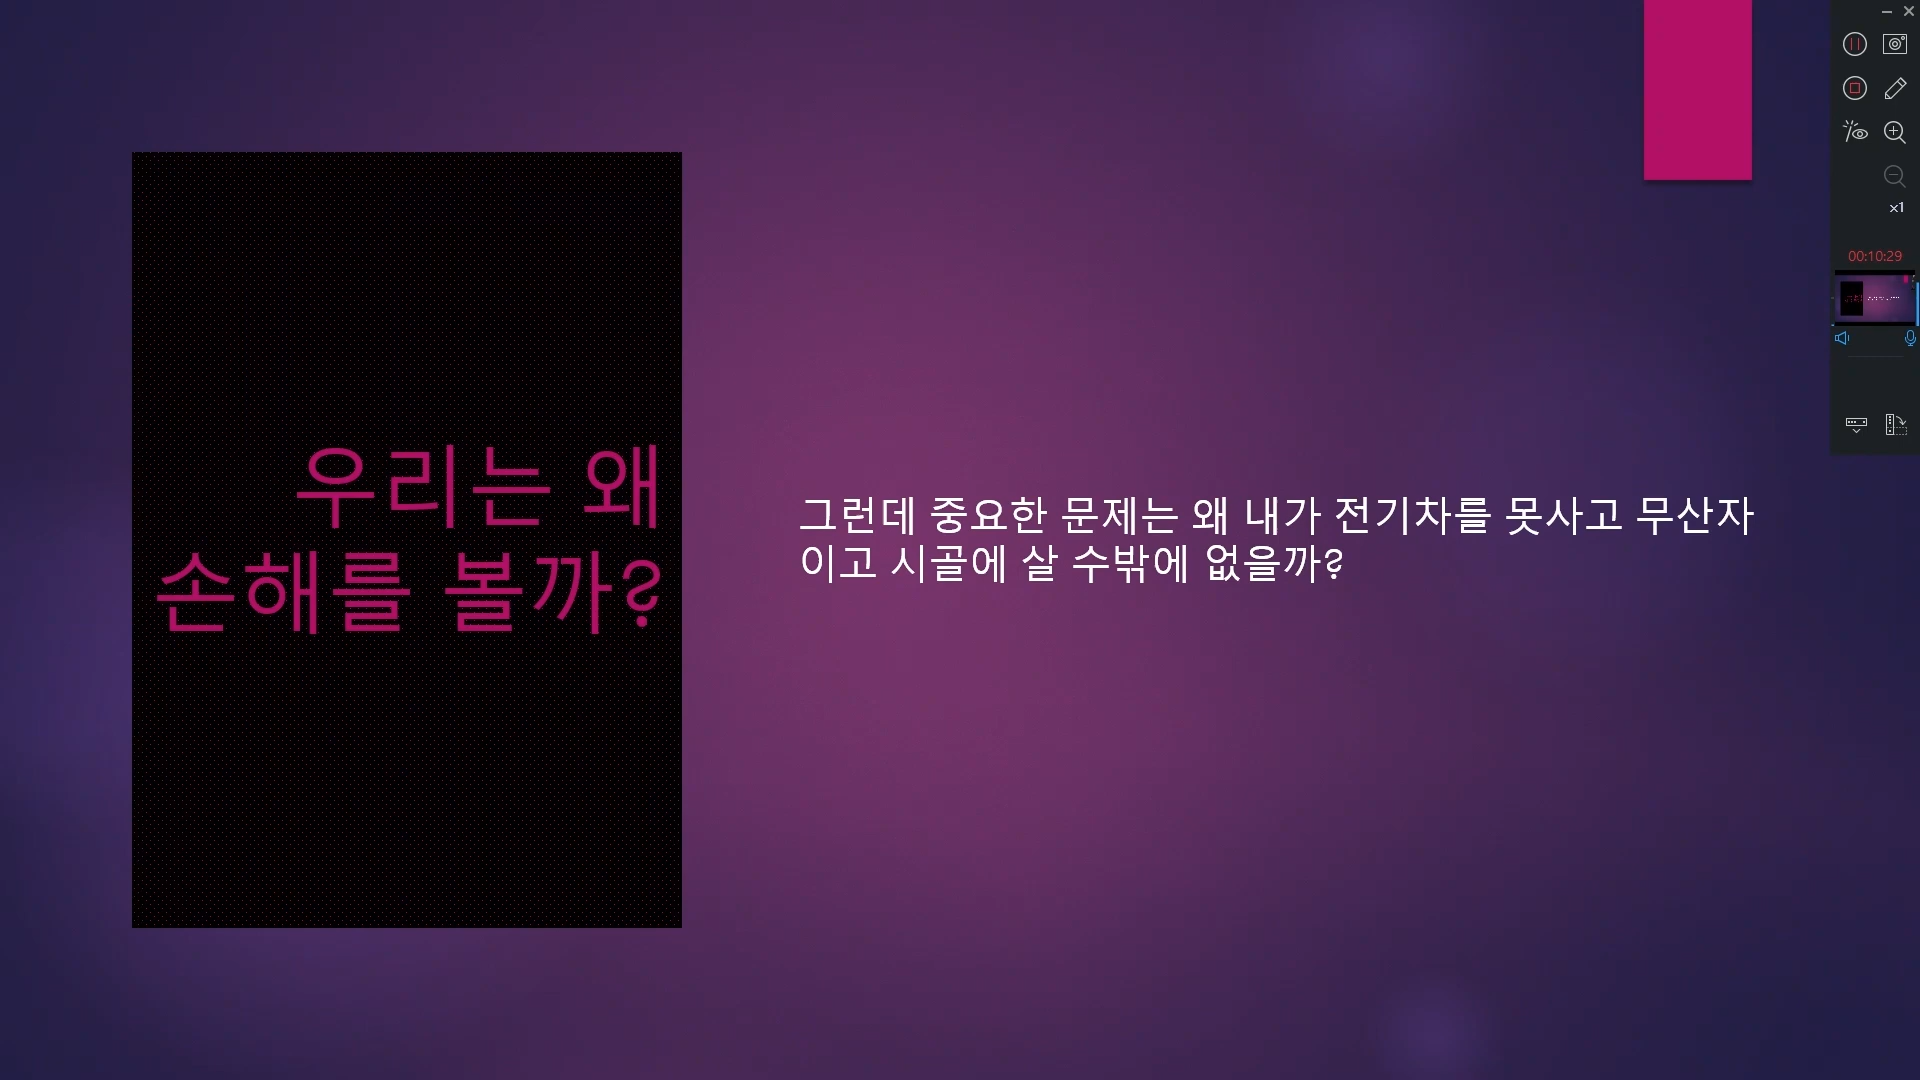 우리는 왜
손해를 볼까?
그런데 중요한 문제는 왜 내가 전기차를 못사고 무산자
이고 시골에 살 수밖에 없을까?
x1
00:10:29